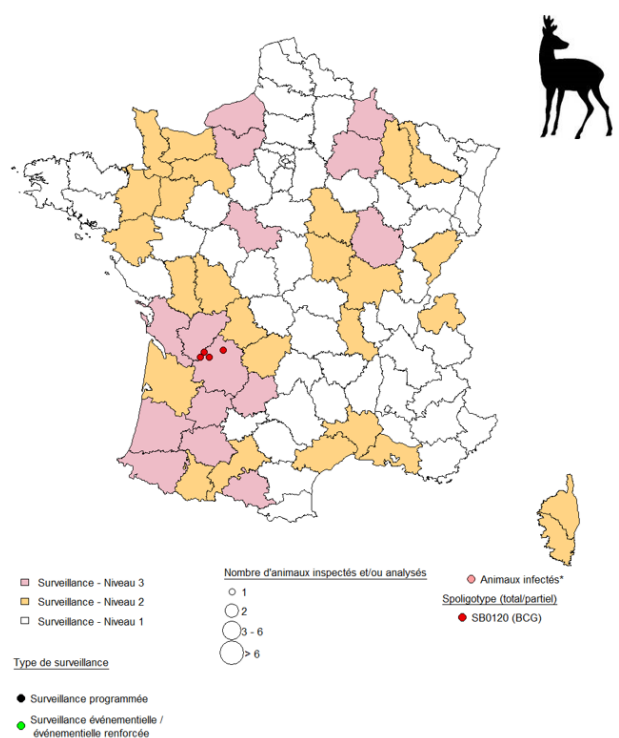 Surveillance - Niveau 3
Surveillance - Niveau 2
Surveillance - Niveau 1
Type de surveillance
Surveillance programmée
Surveillance événementielle /
événementielle renforcée
Nombre d'animaux inspectés et/ou analysés
1
2
3 - 6
> 6
Animaux infectés*
Spoligotype (total/partiel)
SB0120 (BCG)